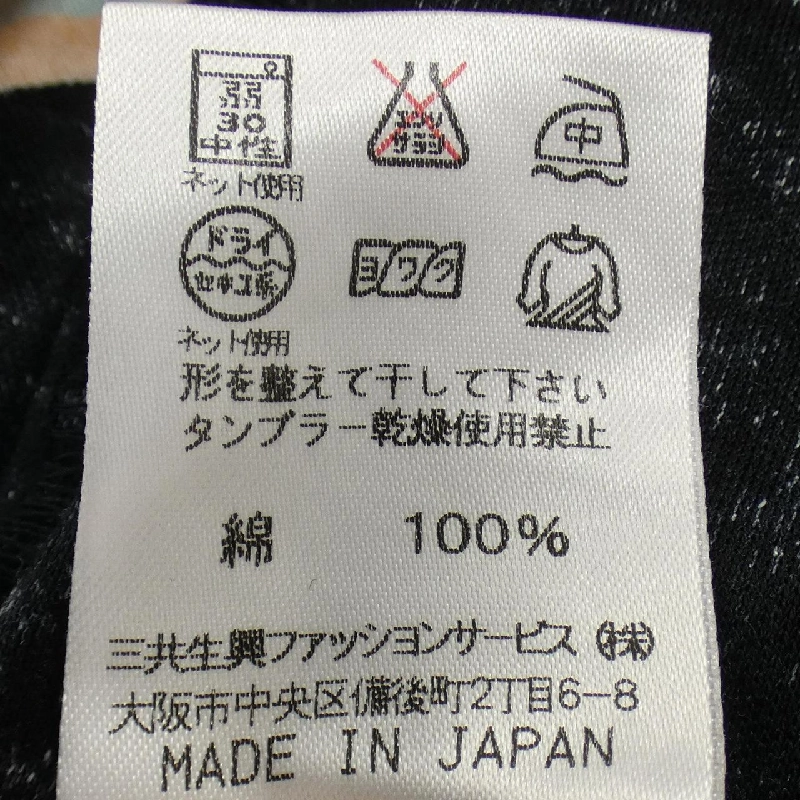 弱
30
中性
ネット使用
エンソ
サラシ
中
ドライ
セキユ系
ネット使用
ヨワク
形を整えて干して下さい
タンブラー乾燥使用禁止
綿 100%
三共生興ファッションサービス(株)
大阪市中央区備後町2丁目6-8
MADE IN JAPAN